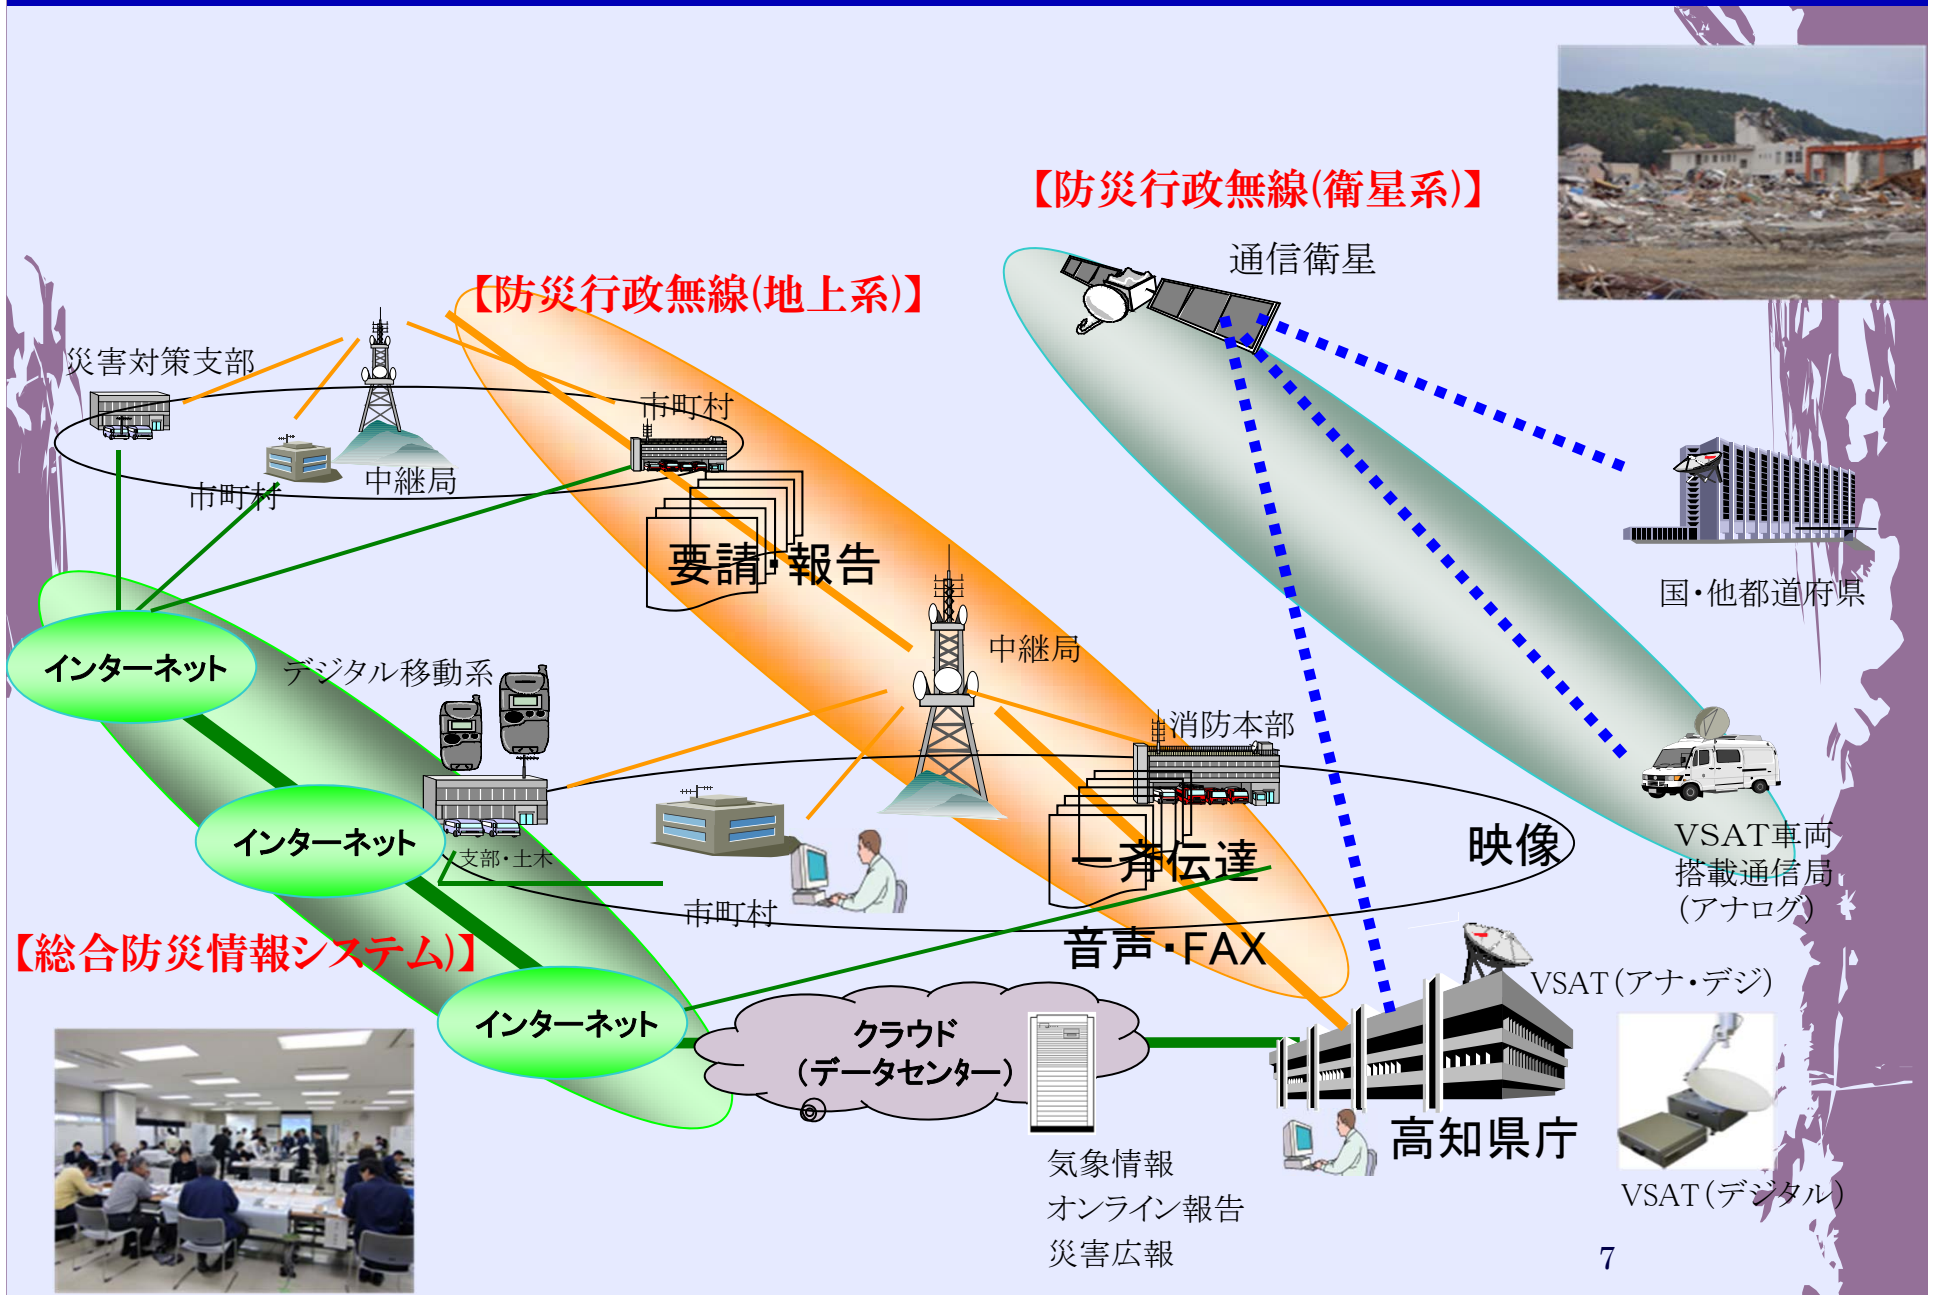 【防災行政無線(衛星系)】
通信衛星
【防災行政無線(地上系)】
災害対策支部
市町村
中継局
市町村
要請・報告
国・他都道府県
中継局
インターネット
デジタル移動系
消防本部
インターネット
支部・土木
一斉伝達
映像
VSAT車両
搭載通信局
（アナログ）
市町村
【総合防災情報システム)】
音声・FAX
VSAT（アナ・デジ）
インターネット
クラウド
（データセンター）
高知県庁
気象情報
オンライン報告
災害広報
VSAT（デジタル）
7